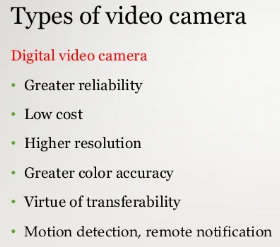 Types of video camera
Digital video camera
• Greater reliability
• Low cost
• Higher resolution
• Greater color accuracy
• Virtue of transferability
• Motion detection, remote notification